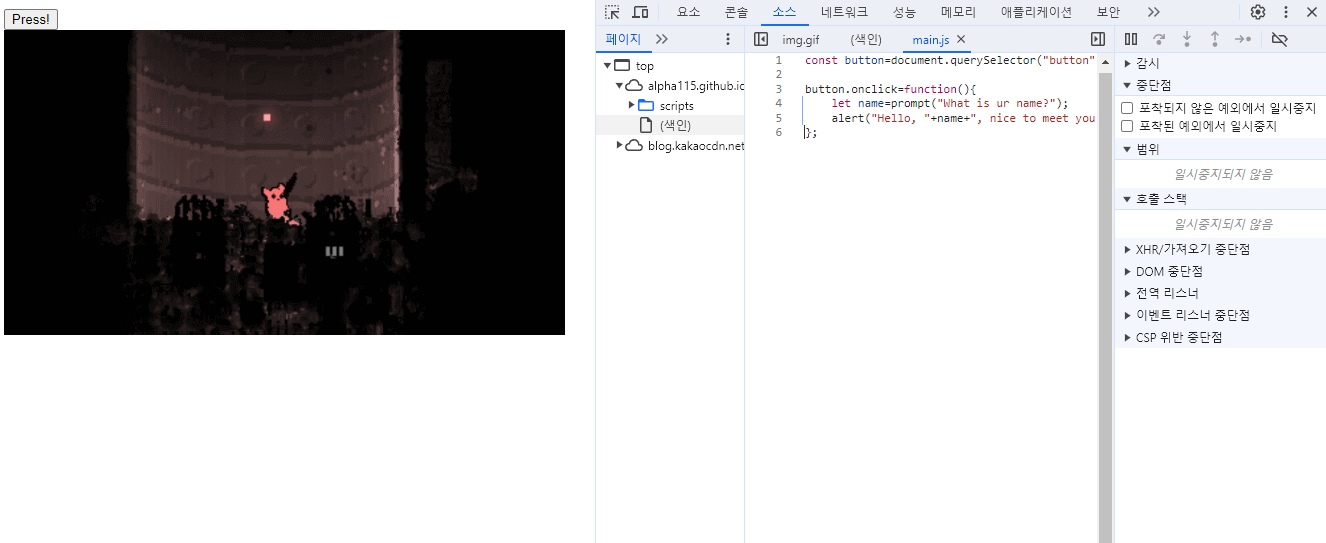 Press!
요소 콘솔 소스 네트워크 성능 메모리 애플리케이션 보안
페이지
img.gif (색인) main.js
top
alpha115.github.io
scripts
(색인)
blog.kakaocdn.net
1 const button=document.querySelector("button"
2
3 button.onclick=function(){
4 let name=prompt("What is ur name?");
5 alert("Hello, "+name+", nice to meet you
6 };
감시
중단점
포착되지 않은 예외에서 일시중지
포착된 예외에서 일시중지
범위
일시중지되지 않음
호출 스택
일시중지되지 않음
XHR/가져오기 중단점
DOM 중단점
전역 리스너
이벤트 리스너 중단점
CSP 위반 중단점